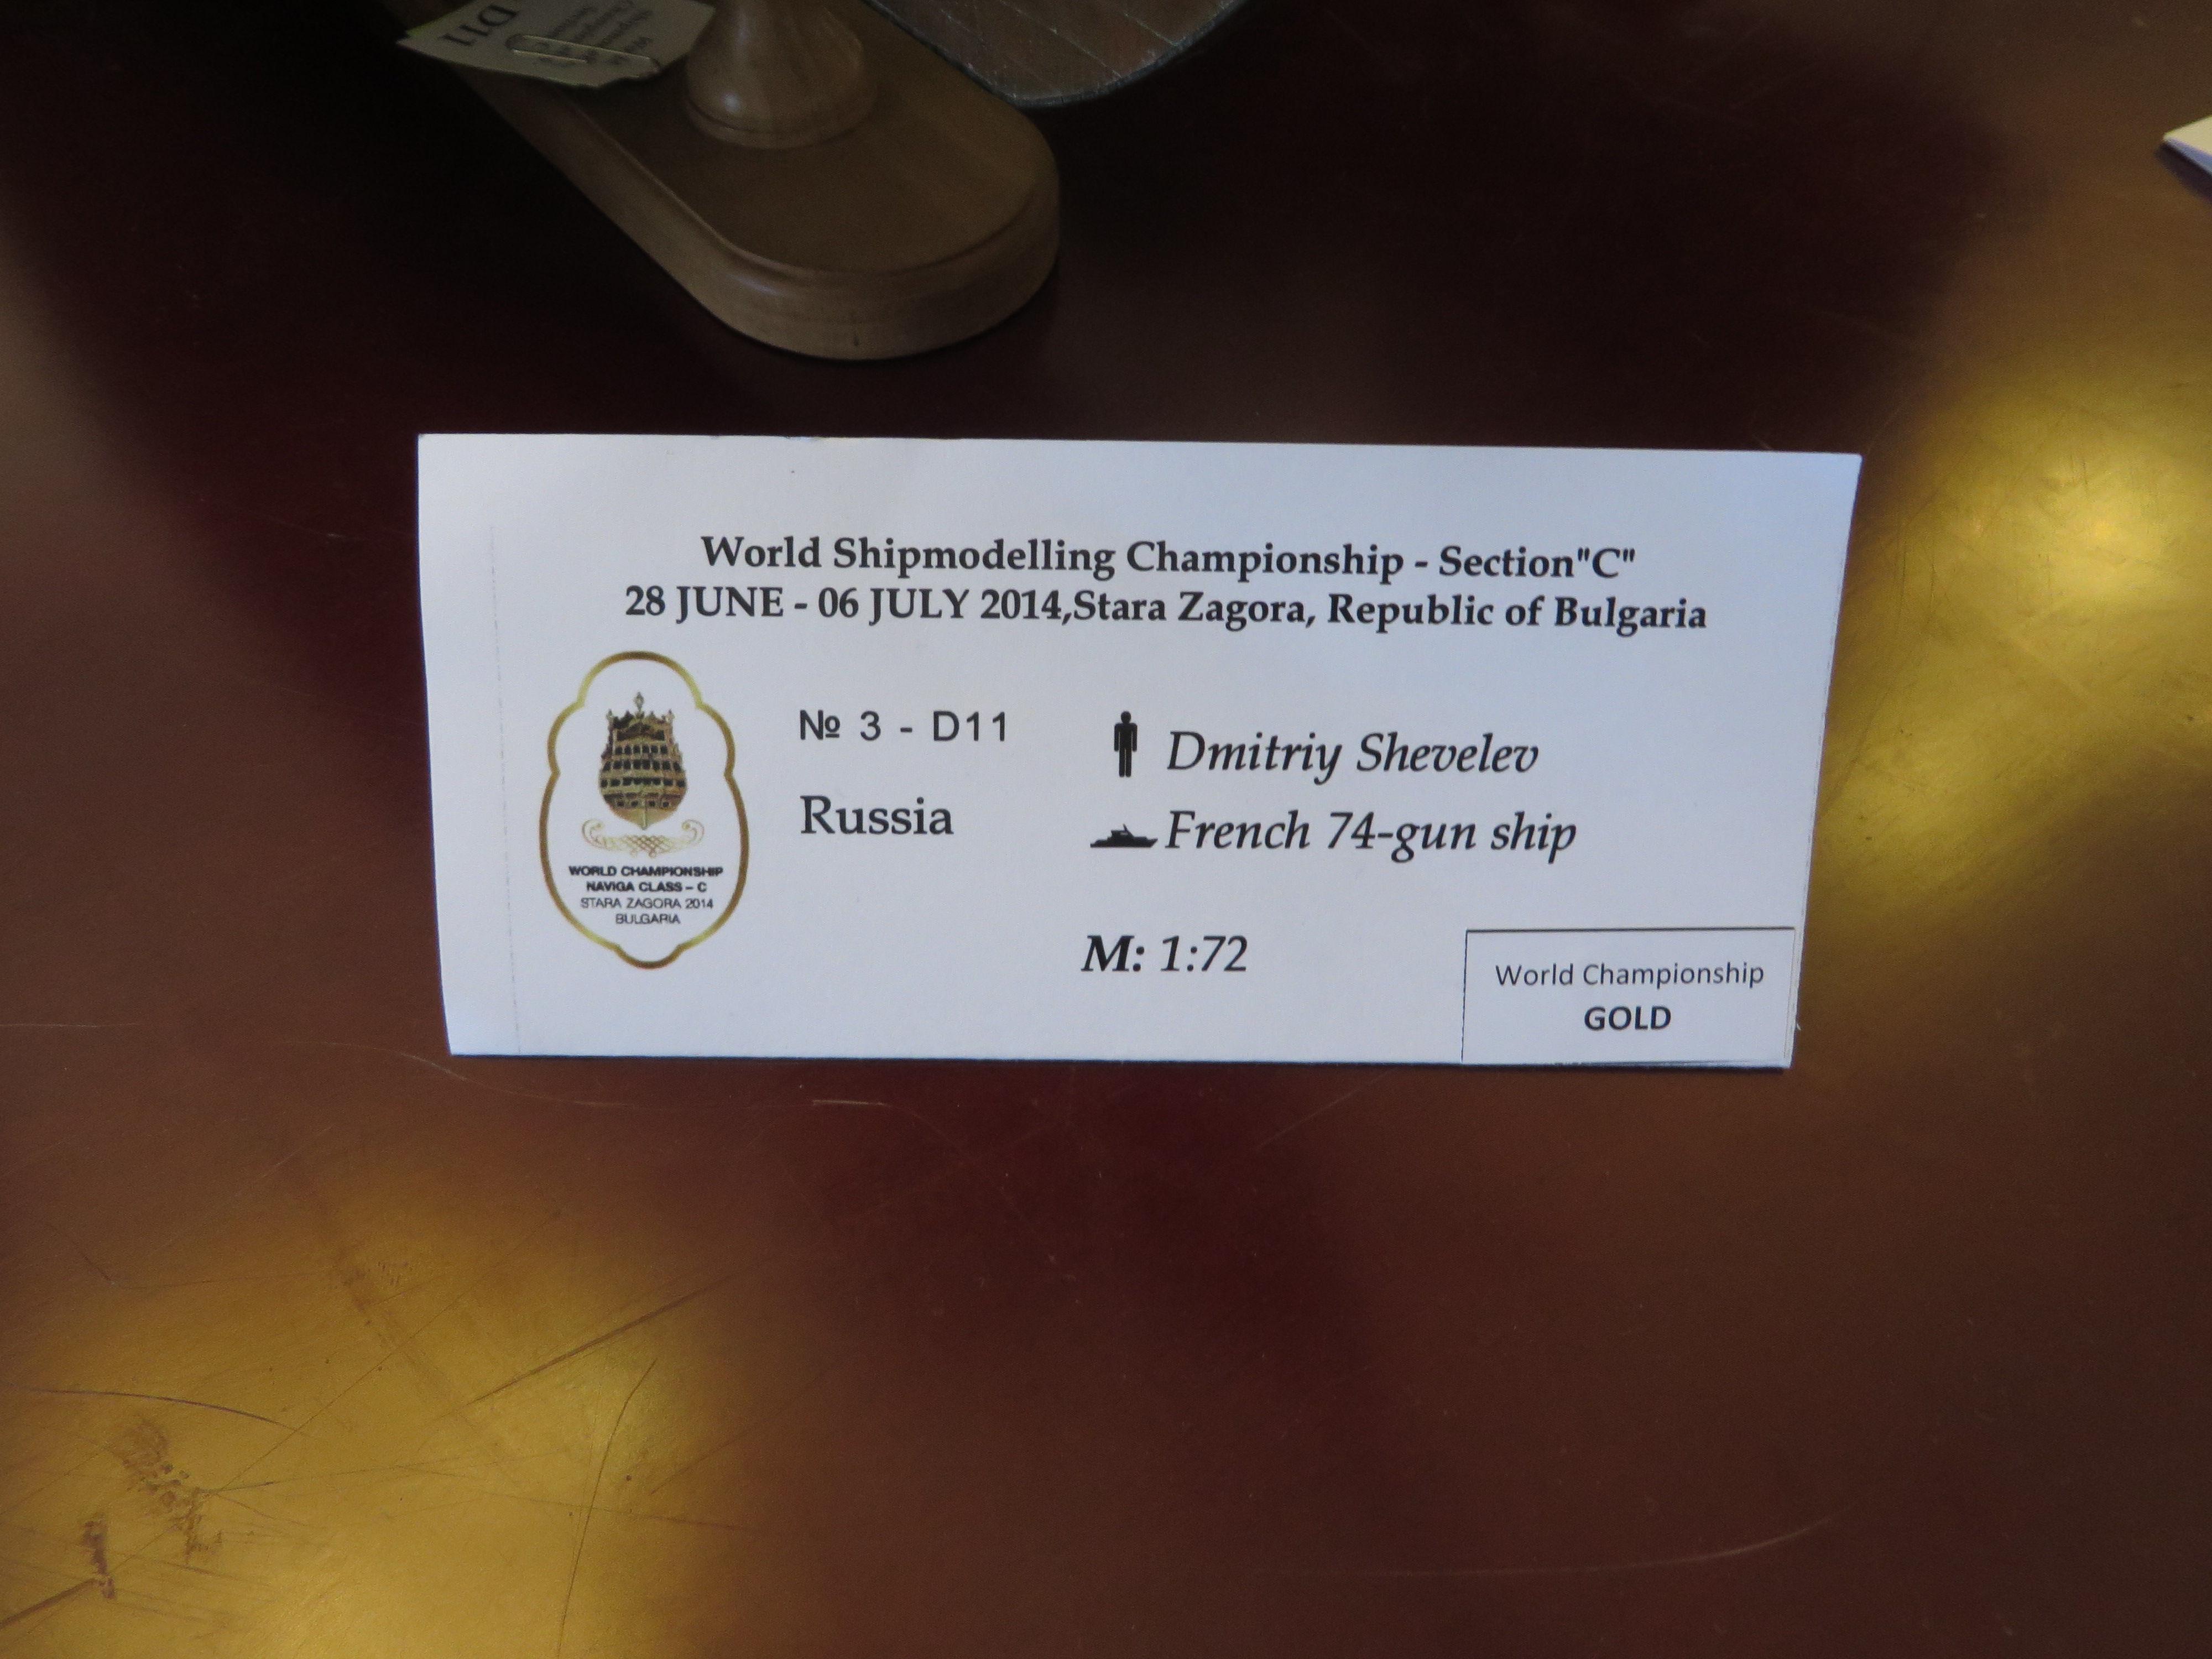 D11
World Shipmodelling Championship - Section"C"
28 JUNE - 06 JULY 2014,Stara Zagora, Republic of Bulgaria
№ 3 - D11
Dmitriy Shevelev
Russia
French 74-gun ship
M: 1:72
WORLD CHAMPIONSHIP
NAVIGA CLASS – C
STARA ZAGORA 2014
BULGARIA
World Championship
GOLD